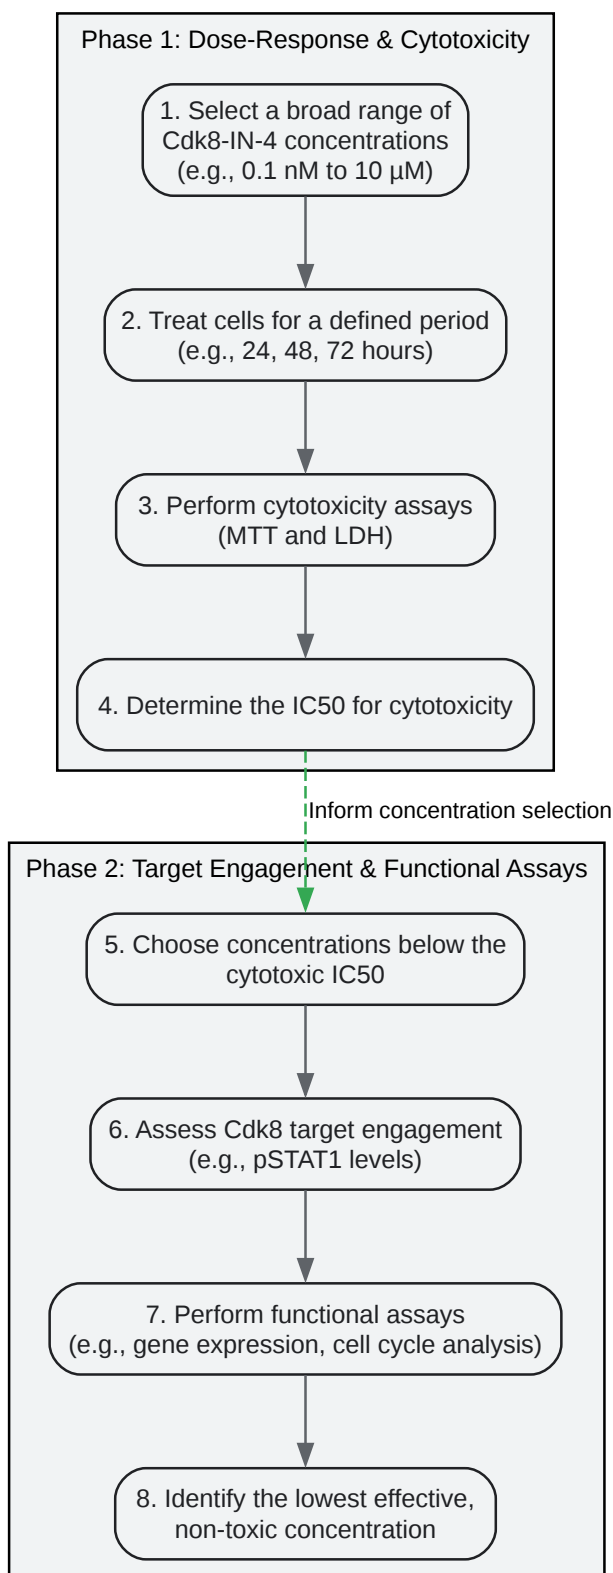 Phase 1: Dose-Response & Cytotoxicity
1. Select a broad range of
Cdk8-IN-4 concentrations
(e.g., 0.1 nM to 10 µM)
2. Treat cells for a defined period
(e.g., 24, 48, 72 hours)
3. Perform cytotoxicity assays
(MTT and LDH)
4. Determine the IC50 for cytotoxicity
Inform concentration selection
Phase 2: Target Engagement & Functional Assays
5. Choose concentrations below the
cytotoxic IC50
6. Assess Cdk8 target engagement
(e.g., pSTAT1 levels)
7. Perform functional assays
(e.g., gene expression, cell cycle analysis)
8. Identify the lowest effective,
non-toxic concentration